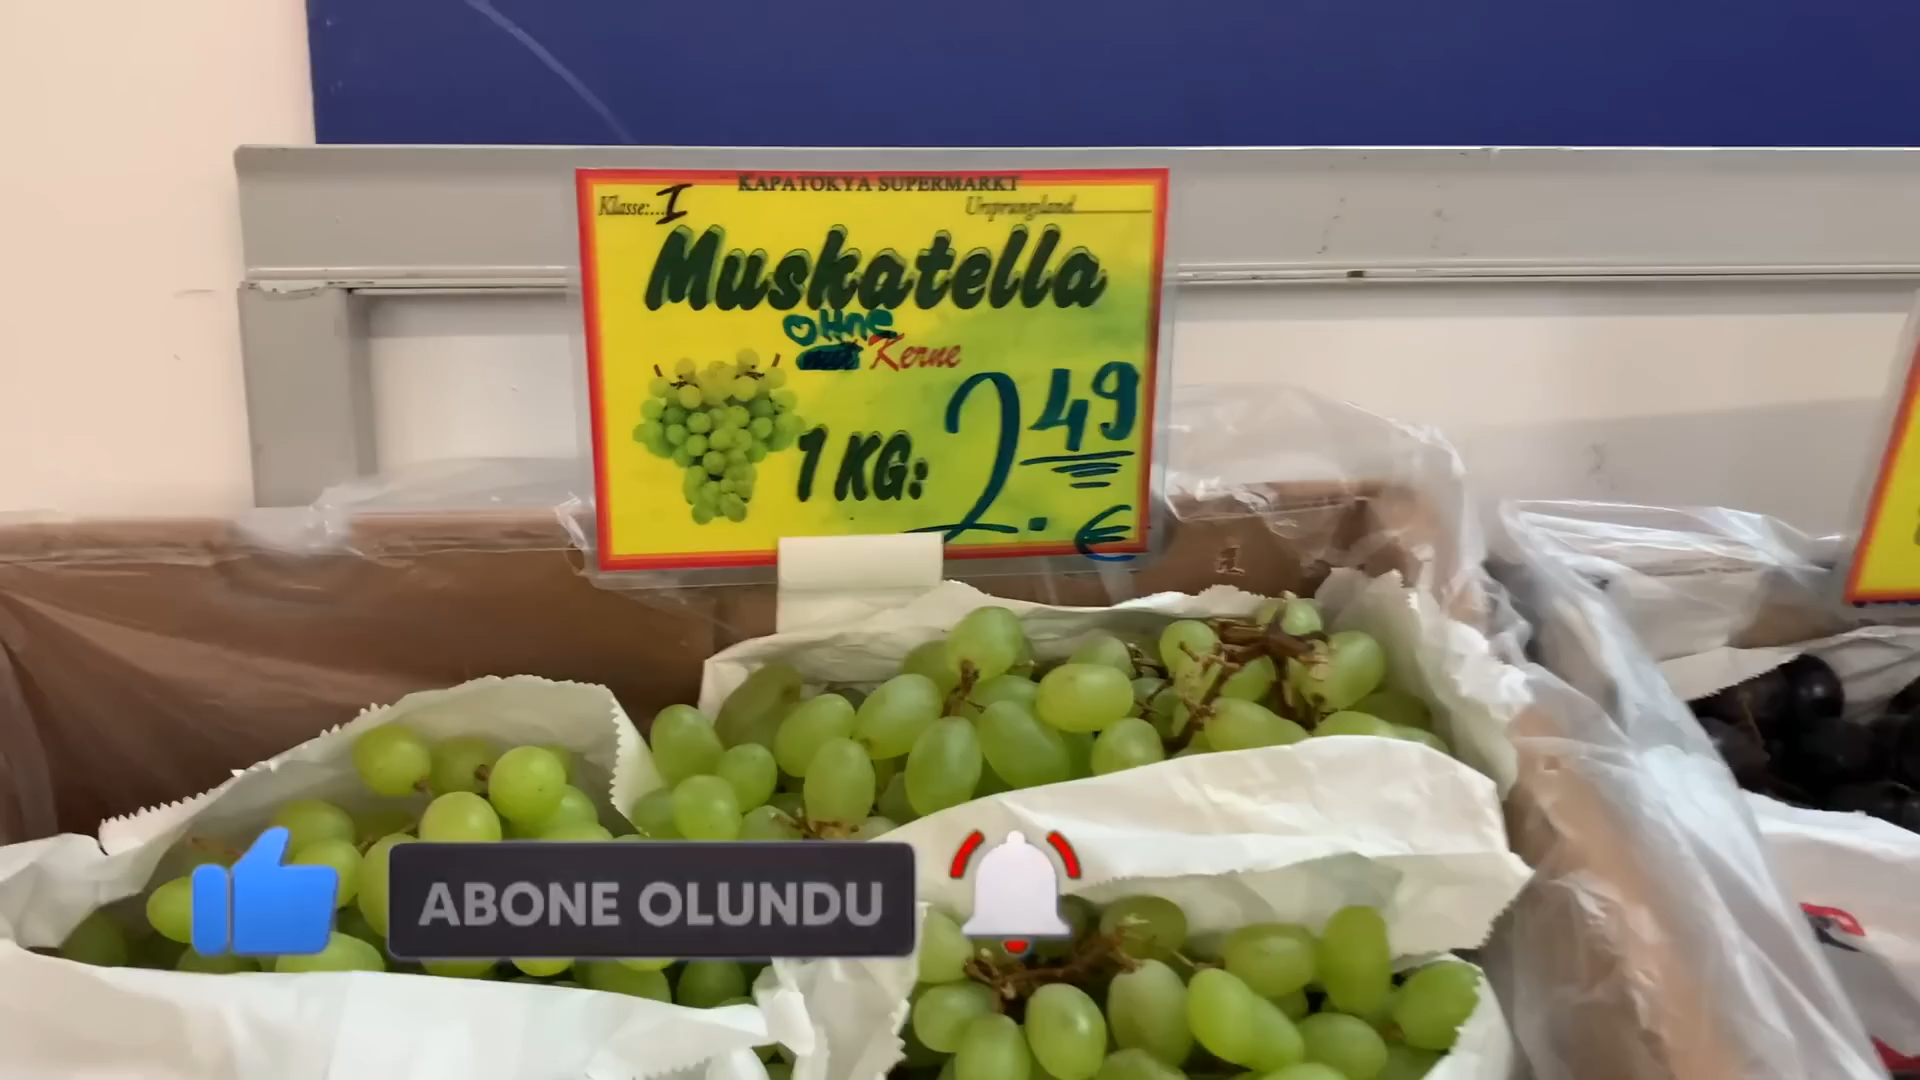 KAPATOKYA SUPERMARKT
Klasse:... I
Ursprungland
Muskatella
OHne
Kerne
1 KG: 2.49
€
ABONE OLUNDU